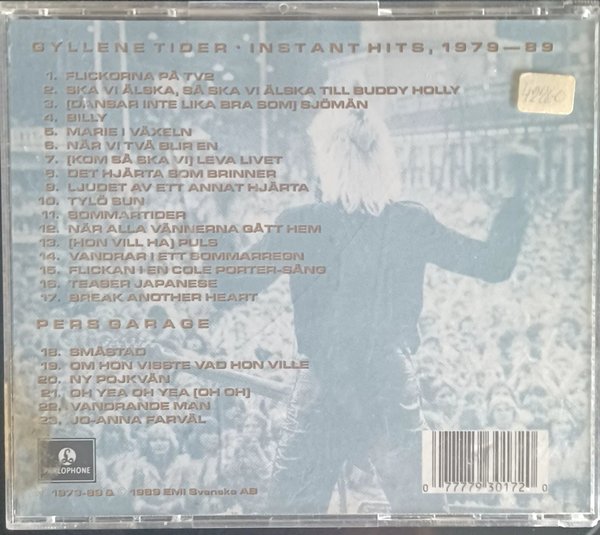 GYLLENE TIDER · INSTANT HITS, 1979—89
1. FLICKORNA PÅ TV2
2. SKA VI ÄLSKA, SÅ SKA VI ÄLSKA TILL BUDDY HOLLY
3. (DANSAR INTE LIKA BRA SOM) SJÖMÄN
4. BILLY
5. MARIE I VÄXELN
6. NÄR VI TVÅ BLIR EN
7. (KOM SÅ SKA VI) LEVA LIVET
8. DET HJÄRTA SOM BRINNER
9. LJUDET AV ETT ANNAT HJÄRTA
10. TYLÖ SUN
11. SOMMARTIDER
12. NÄR ALLA VÄNNERNA GÅTT HEM
13. (HON VILL HA) PULS
14. VANDRAR I ETT SOMMARREGN
15. FLICKAN I EN COLE PORTER-SÅNG
16. TEASER JAPANESE
17. BREAK ANOTHER HEART
PERS GARAGE
18. SMÅSTAD
19. OM HON VISSTE VAD HON VILLE
20. NY POJKVÄN
21. OH YEA OH YEA (OH OH)
22. VANDRANDE MAN
23. JO-ANNA FARVÄL
PARLOPHONE
1979-89 & © 1989 EMI Svenska AB
0 77779 30172 0